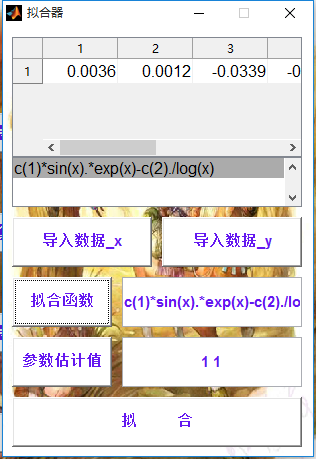 拟合器
1 2 3
1 0.0036 0.0012 -0.0339 -0
c(1)*sin(x).*exp(x)-c(2)./log(x)
导入数据_x 导入数据_y
拟合函数 c(1)*sin(x).*exp(x)-c(2)./lo
参数估计值 1 1
拟 合